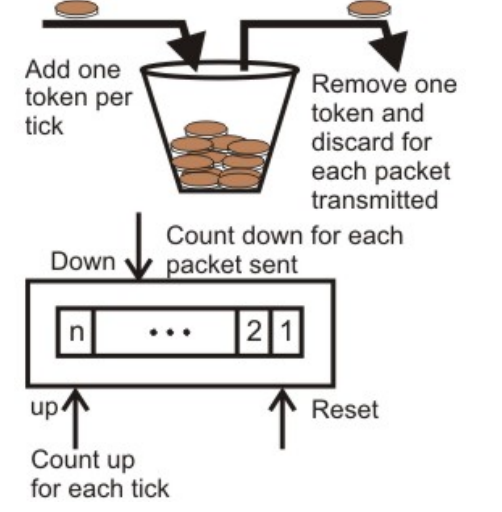 Add one
token per
tick
Remove one
token and
discard for
each packet
transmitted
Count down for each
Down packet sent
n ••• 2 1
up
Reset
Count up
for each tick